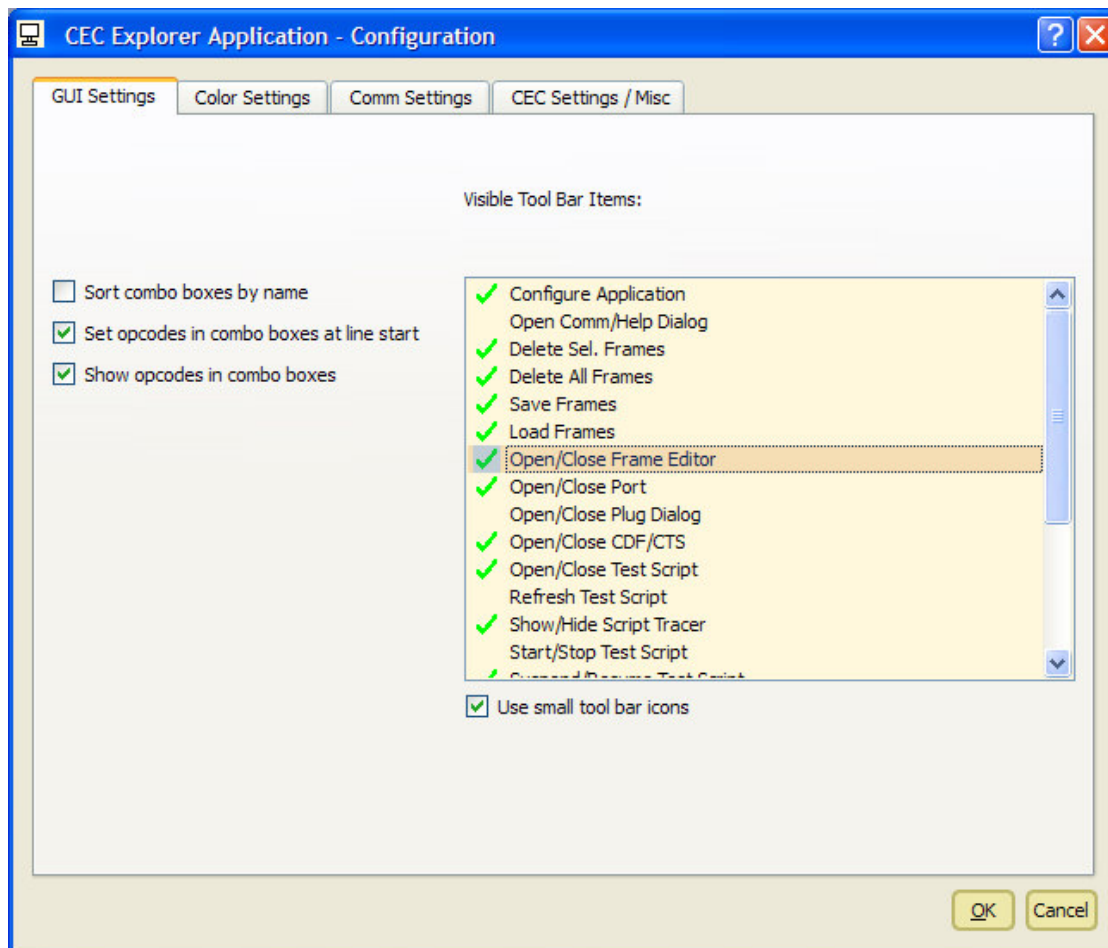 CEC Explorer Application - Configuration
GUI Settings
Color Settings
Comm Settings
CEC Settings / Misc
Visible Tool Bar Items:
Sort combo boxes by name
Set opcodes in combo boxes at line start
Show opcodes in combo boxes
Configure Application
Open Comm/Help Dialog
Delete Sel. Frames
Delete All Frames
Save Frames
Load Frames
Open/Close Frame Editor
Open/Close Port
Open/Close Plug Dialog
Open/Close CDF/CTS
Open/Close Test Script
Refresh Test Script
Show/Hide Script Tracer
Start/Stop Test Script
Suspend/Resume Test Script
Use small tool bar icons
OK
Cancel